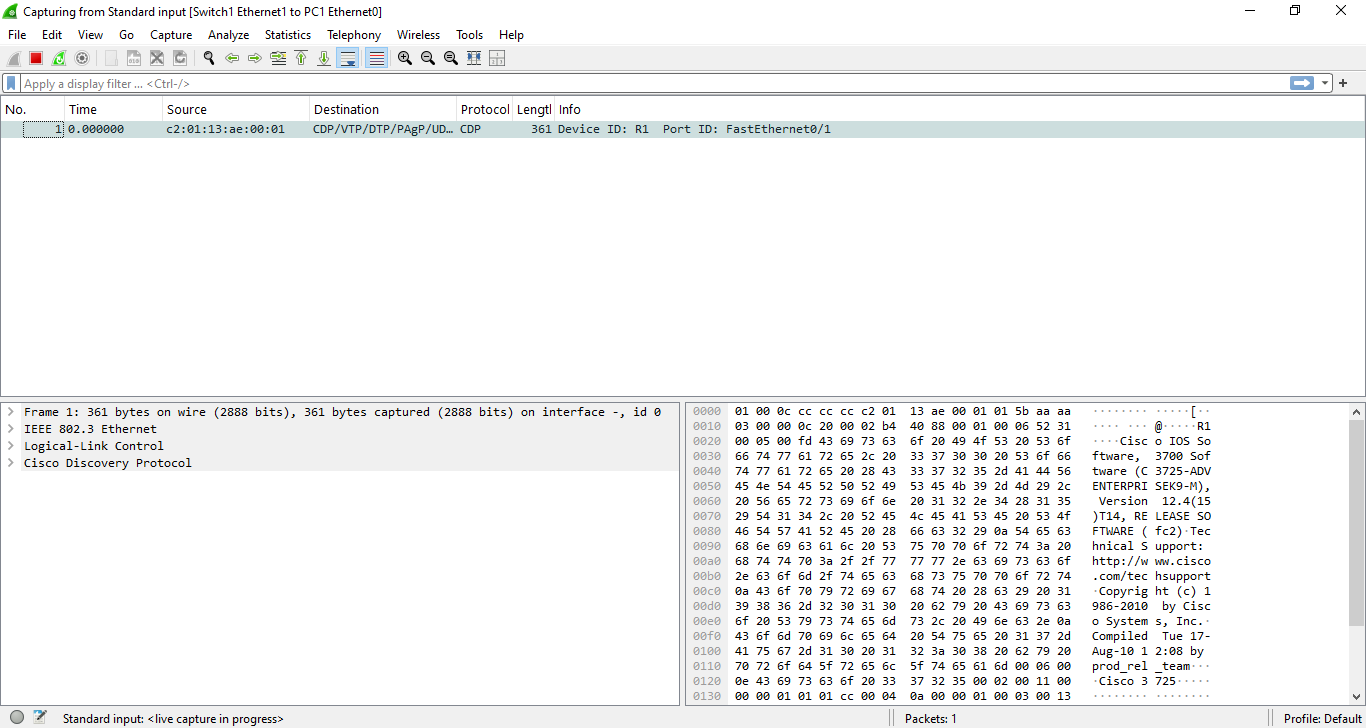 Capturing from Standard input [Switch1 Ethernet1 to PC1 Ethernet0]
File Edit View Go Capture Analyze Statistics Telephony Wireless Tools Help
Apply a display filter ... <Ctrl-/>
No. Time Source Destination Protocol Lengtl Info
1 0.000000 c2:01:13:ae:00:01 CDP/VTP/DTP/PAgP/UD… CDP 361 Device ID: R1 Port ID: FastEthernet0/1
Frame 1: 361 bytes on wire (2888 bits), 361 bytes captured (2888 bits) on interface -, id 0
IEEE 802.3 Ethernet
Logical-Link Control
Cisco Discovery Protocol
0000 01 00 0c cc cc cc c2 01 13 ae 00 01 01 5b aa aa ········ ·····[··
0010 03 00 00 0c 20 00 02 b4 40 88 00 01 00 06 52 31 ···· ··· @·····R1
0020 00 05 00 fd 43 69 73 63 6f 20 49 4f 53 20 53 6f ····Cisc o IOS So
0030 66 74 77 61 72 65 2c 20 33 37 30 30 20 53 6f 66 ftware, 3700 Sof
0040 74 77 61 72 65 20 28 43 33 37 32 35 2d 41 44 56 tware (C 3725-ADV
0050 45 4e 54 45 52 50 52 49 53 45 4b 39 2d 4d 29 2c ENTERPRI SEK9-M),
0060 20 56 65 72 73 69 6f 6e 20 31 32 2e 34 28 31 35 Version 12.4(15
0070 29 54 31 34 2c 20 52 45 4c 45 41 53 45 20 53 4f )T14, RE LEASE SO
0080 46 54 57 41 52 45 20 28 66 63 32 29 0a 54 65 63 FTWARE ( fc2)·Tec
0090 68 6e 69 63 61 6c 20 53 75 70 70 6f 72 74 3a 20 hnical S upport:
00a0 68 74 74 70 3a 2f 2f 77 77 77 2e 63 69 73 63 6f http://w ww.cisco
00b0 2e 63 6f 6d 2f 74 65 63 68 73 75 70 70 6f 72 74 .com/tec hsupport
00c0 0a 43 6f 70 79 72 69 67 68 74 20 28 63 29 20 31 ·Copyrig ht (c) 1
00d0 39 38 36 2d 32 30 31 30 20 62 79 20 43 69 73 63 986-2010 by Cisc
00e0 6f 20 53 79 73 74 65 6d 73 2c 20 49 6e 63 2e 0a o System s, Inc.·
00f0 43 6f 6d 70 69 6c 65 64 20 54 75 65 20 31 37 2d Compiled Tue 17-
0100 41 75 67 2d 31 30 20 31 32 3a 30 38 20 62 79 20 Aug-10 1 2:08 by
0110 70 72 6f 64 5f 72 65 6c 5f 74 65 61 6d 00 06 00 prod_rel _team···
0120 0e 43 69 73 63 6f 20 33 37 32 35 00 02 00 11 00 ·Cisco 3 725·····
0130 00 00 01 01 01 cc 00 04 0a 00 00 01 00 03 00 13 ········ ········
Standard input: <live capture in progress> Packets: 1 Profile: Default